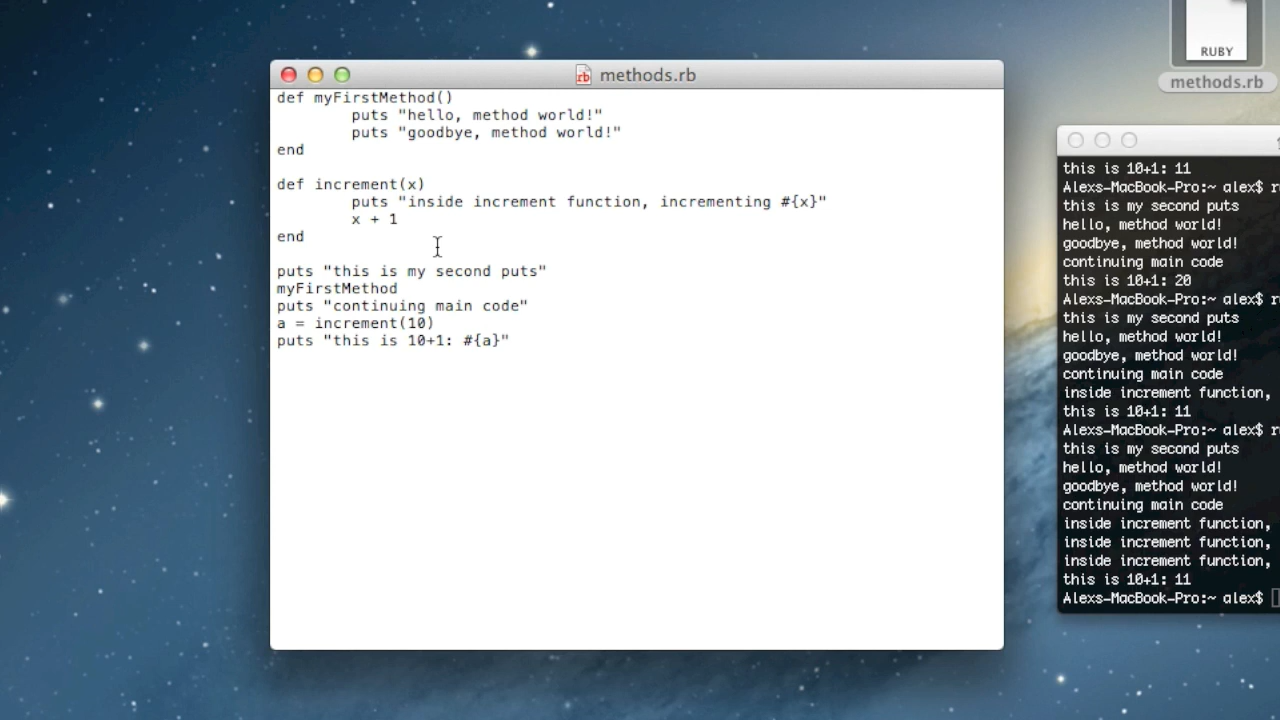 methods.rb
def myFirstMethod()
puts "hello, method world!"
puts "goodbye, method world!"
end
def increment(x)
puts "inside increment function, incrementing #{x}"
x + 1
end
puts "this is my second puts"
myFirstMethod
puts "continuing main code"
a = increment(10)
puts "this is 10+1: #{a}"
RUBY
methods.rb
this is 10+1: 11
Alexs-MacBook-Pro:~ alex$
this is my second puts
hello, method world!
goodbye, method world!
continuing main code
this is 10+1: 20
Alexs-MacBook-Pro:~ alex$
this is my second puts
hello, method world!
goodbye, method world!
continuing main code
inside increment function,
this is 10+1: 11
Alexs-MacBook-Pro:~ alex$
this is my second puts
hello, method world!
goodbye, method world!
continuing main code
inside increment function,
inside increment function,
inside increment function,
this is 10+1: 11
Alexs-MacBook-Pro:~ alex$